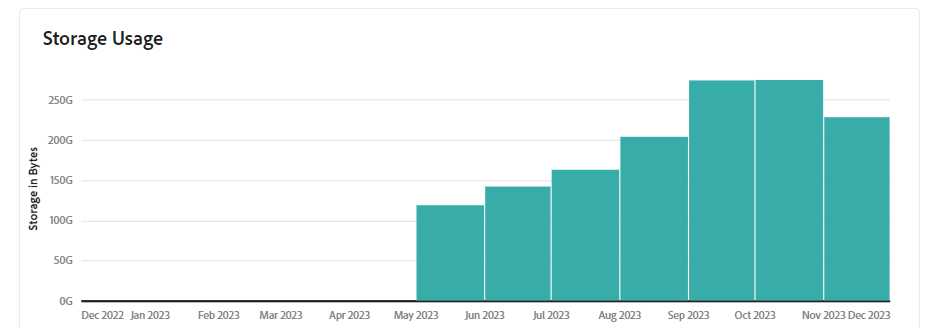 Storage Usage
250G
200G
150G
100G
50G
0G
Storage in Bytes
Dec 2022 Jan 2023 Feb 2023 Mar 2023 Apr 2023 May 2023 Jun 2023 Jul 2023 Aug 2023 Sep 2023 Oct 2023 Nov 2023 Dec 2023